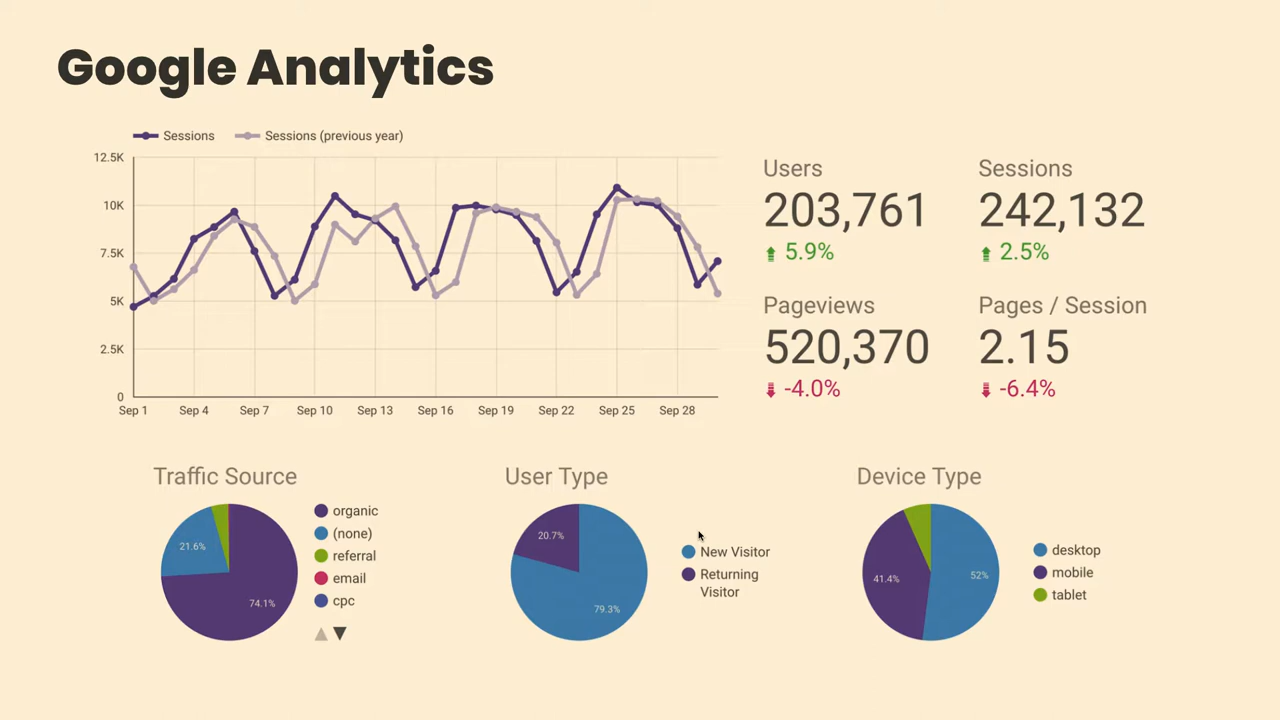 Google Analytics
Sessions
Sessions (previous year)
12.5K
10K
7.5K
5K
2.5K
0
Sep 1
Sep 4
Sep 7
Sep 10
Sep 13
Sep 16
Sep 19
Sep 22
Sep 25
Sep 28
Users
203,761
5.9%
Sessions
242,132
2.5%
Pageviews
520,370
-4.0%
Pages / Session
2.15
-6.4%
Traffic Source
21.6%
74.1%
organic
(none)
referral
email
cpc
User Type
20.7%
79.3%
New Visitor
Returning
Visitor
Device Type
41.4%
52%
desktop
mobile
tablet